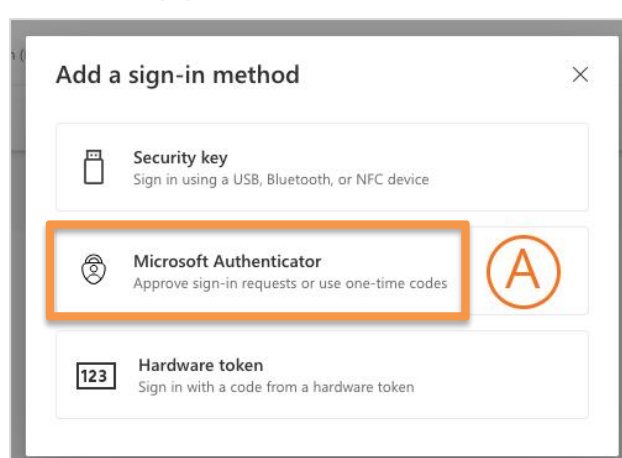 Add a sign-in method
Security key
Sign in using a USB, Bluetooth, or NFC device
Microsoft Authenticator
Approve sign-in requests or use one-time codes
A
123
Hardware token
Sign in with a code from a hardware token